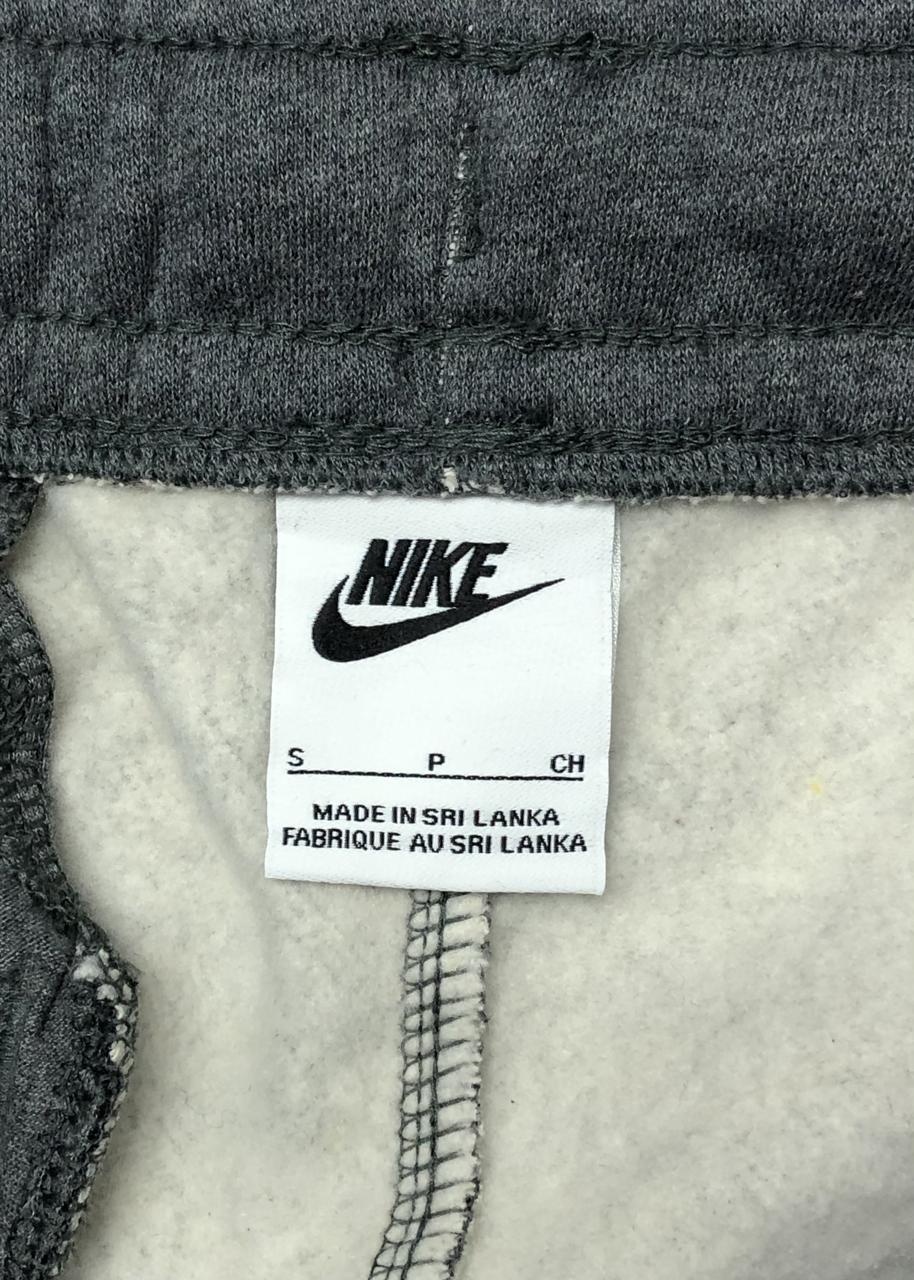 NIKE
S P CH
MADE IN SRI LANKA
FABRIQUE AU SRI LANKA